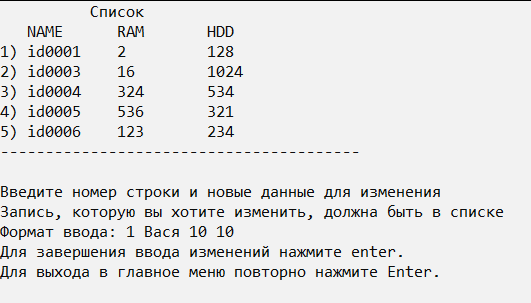 Список
NAME RAM HDD
1) id0001 2 128
2) id0003 16 1024
3) id0004 324 534
4) id0005 536 321
5) id0006 123 234
----------------------------------------
Введите номер строки и новые данные для изменения
Запись, которую вы хотите изменить, должна быть в списке
Формат ввода: 1 Вася 10 10
Для завершения ввода изменений нажмите enter.
Для выхода в главное меню повторно нажмите Enter.